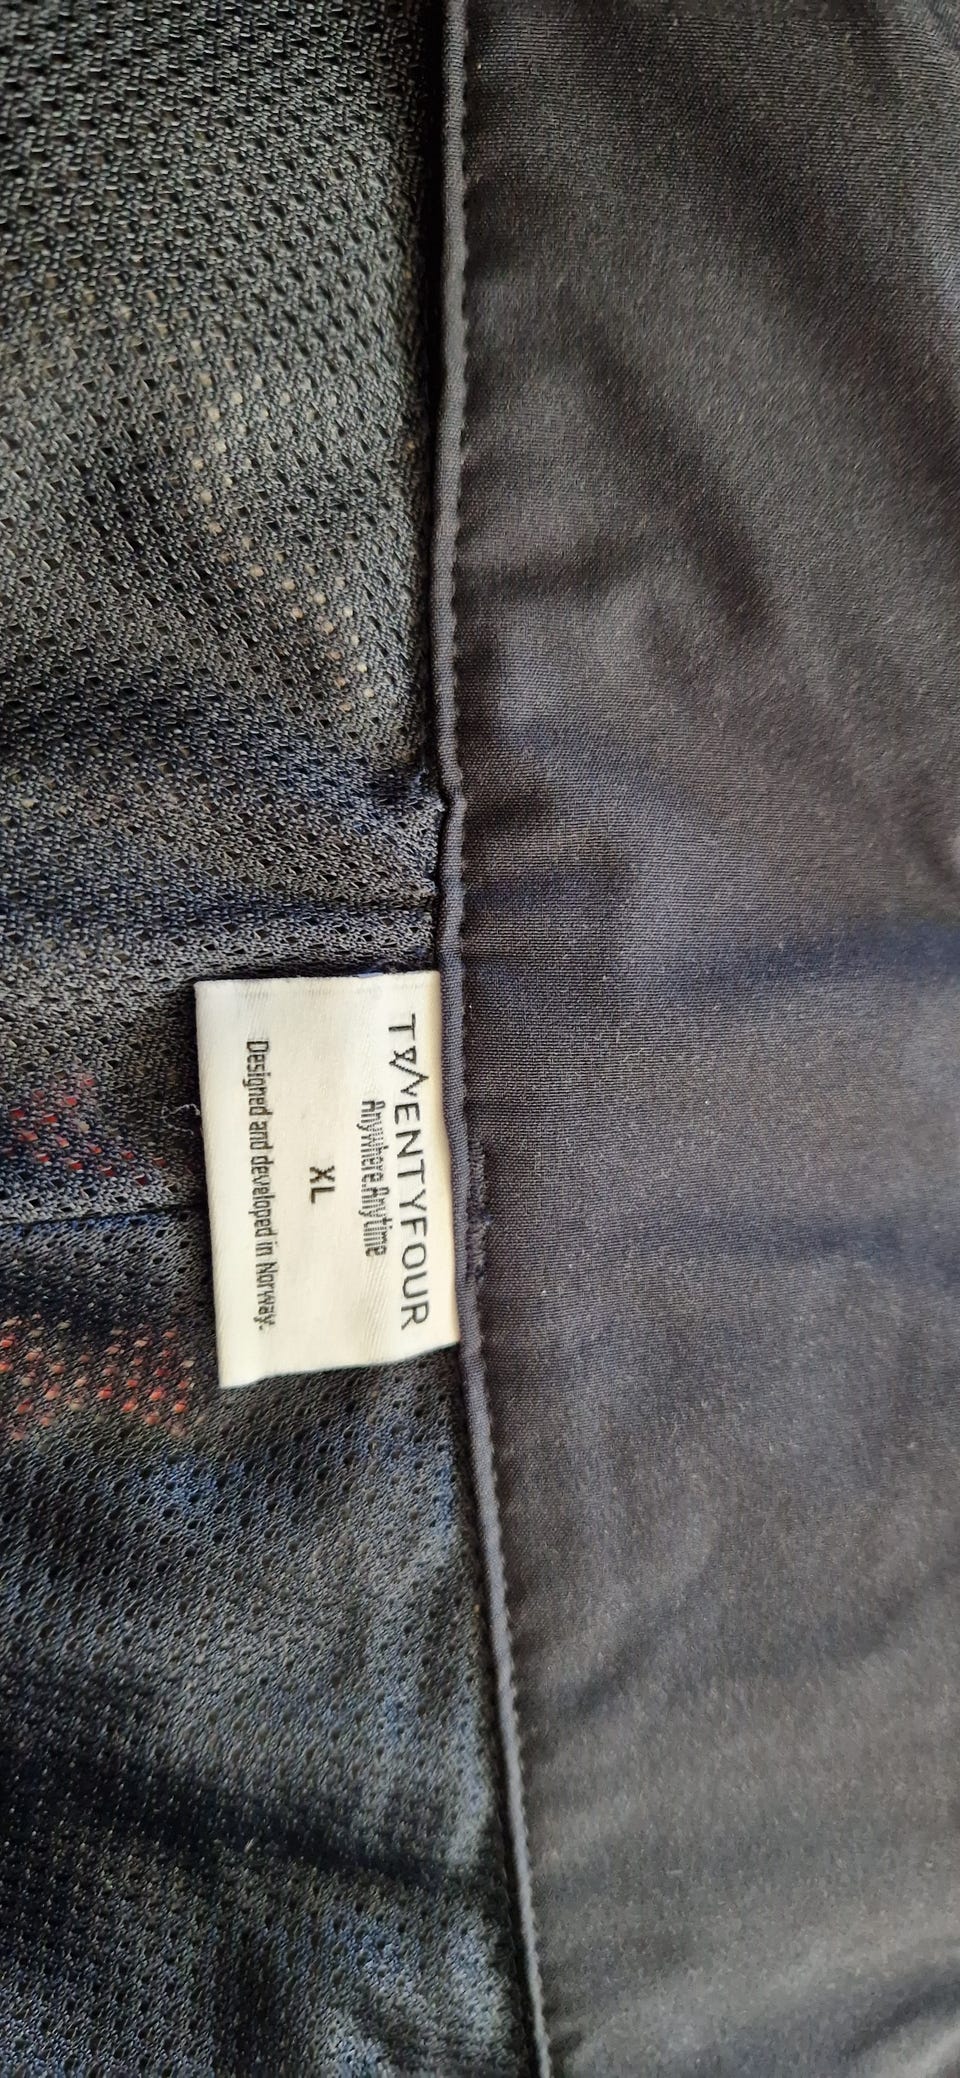 TWENTYFOUR
Anywhere.Anytime
XL
Designed and developed in Norway.